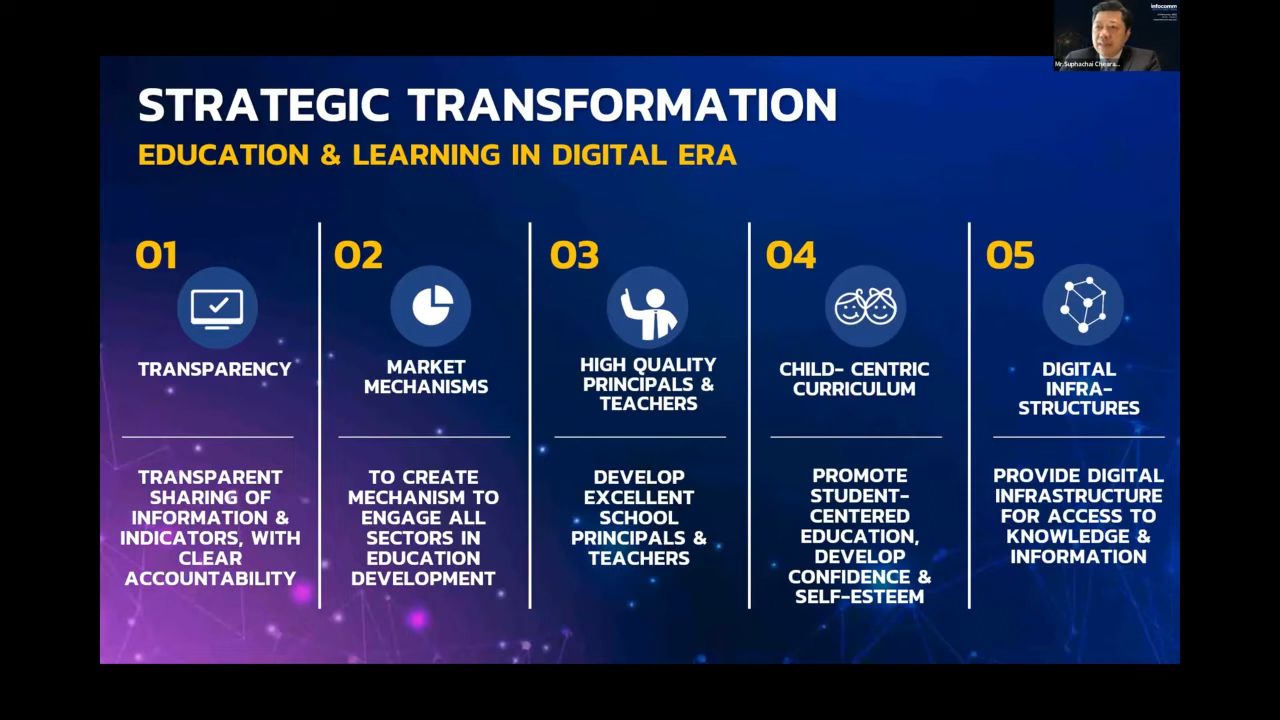 infocomm
Mr.Suphachai Cheara...
STRATEGIC TRANSFORMATION
EDUCATION & LEARNING IN DIGITAL ERA
01
TRANSPARENCY
TRANSPARENT
SHARING OF
INFORMATION &
INDICATORS, WITH
CLEAR
ACCOUNTABILITY
02
MARKET
MECHANISMS
TO CREATE
MECHANISM TO
ENGAGE ALL
SECTORS IN
EDUCATION
DEVELOPMENT
03
HIGH QUALITY
PRINCIPALS &
TEACHERS
DEVELOP
EXCELLENT
SCHOOL
PRINCIPALS &
TEACHERS
04
CHILD- CENTRIC
CURRICULUM
PROMOTE
STUDENT-
CENTERED
EDUCATION,
DEVELOP
CONFIDENCE &
SELF-ESTEEM
05
DIGITAL
INFRA-
STRUCTURES
PROVIDE DIGITAL
INFRASTRUCTURE
FOR ACCESS TO
KNOWLEDGE &
INFORMATION